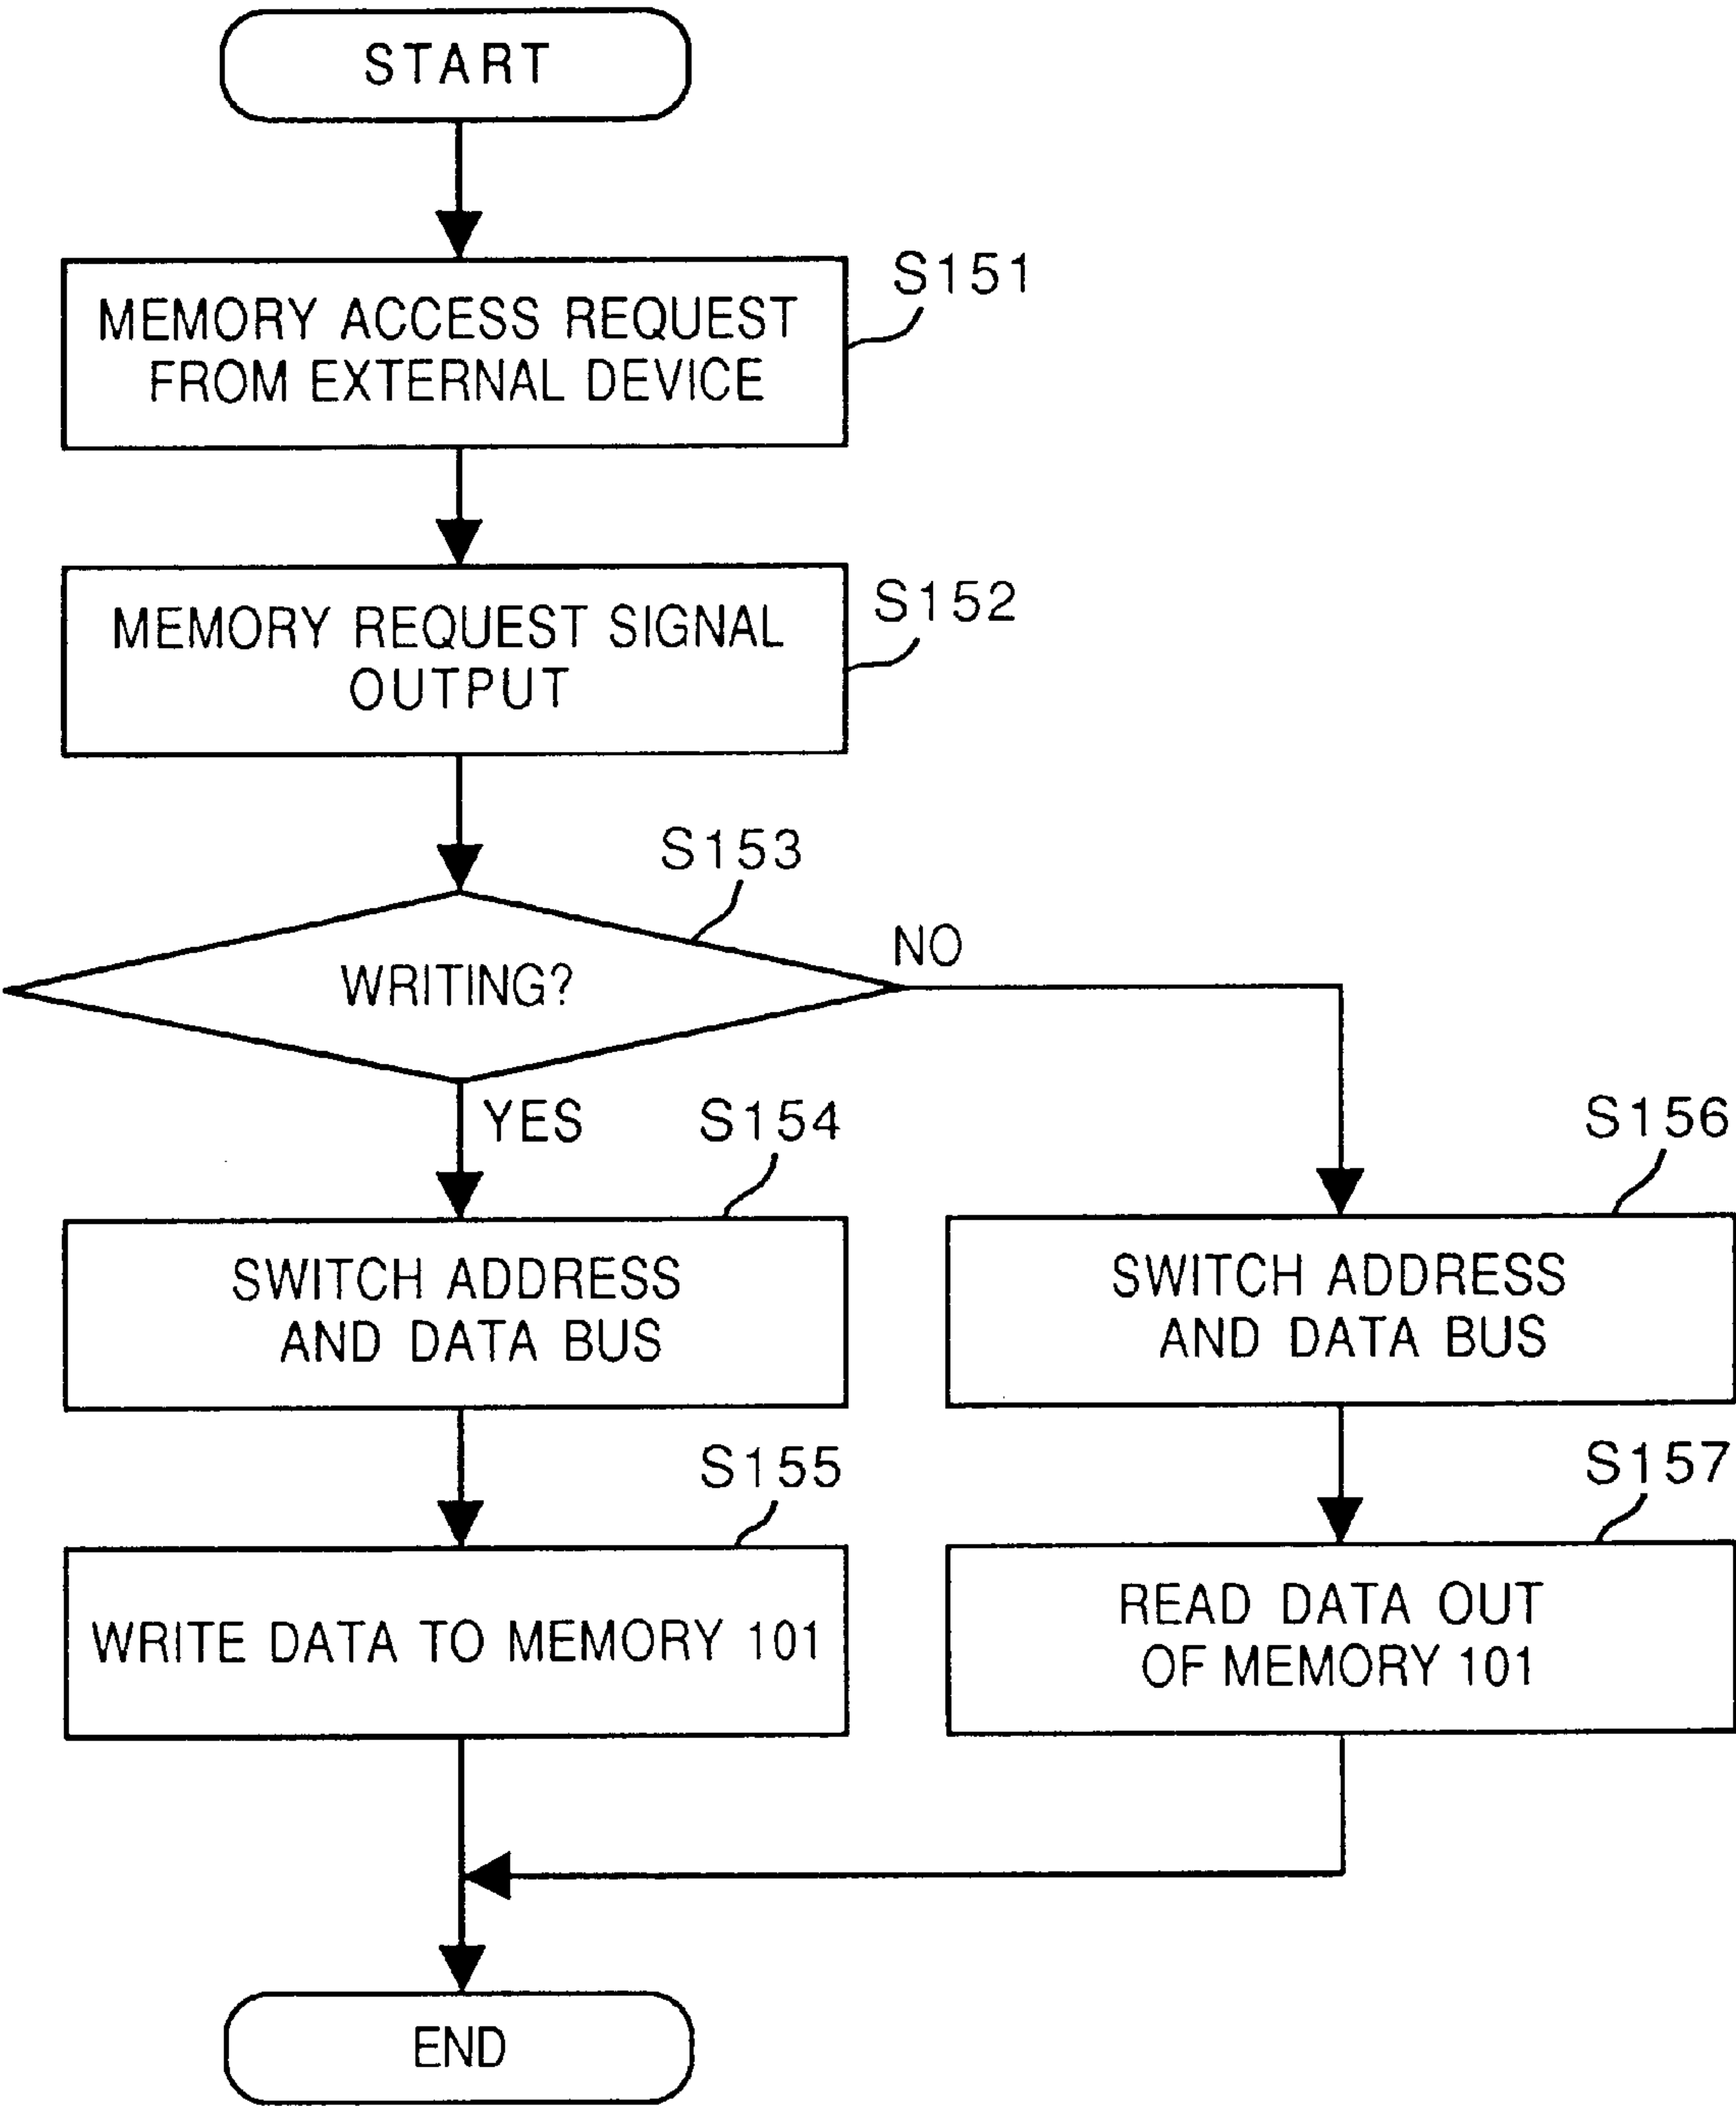 START
S151
MEMORY ACCESS REQUEST
FROM EXTERNAL DEVICE
S152
MEMORY REQUEST SIGNAL
OUTPUT
S153
WRITING?
NO
YES
S154
SWITCH ADDRESS
AND DATA BUS
S156
SWITCH ADDRESS
AND DATA BUS
S155
WRITE DATA TO MEMORY 101
S157
READ DATA OUT
OF MEMORY 101
END